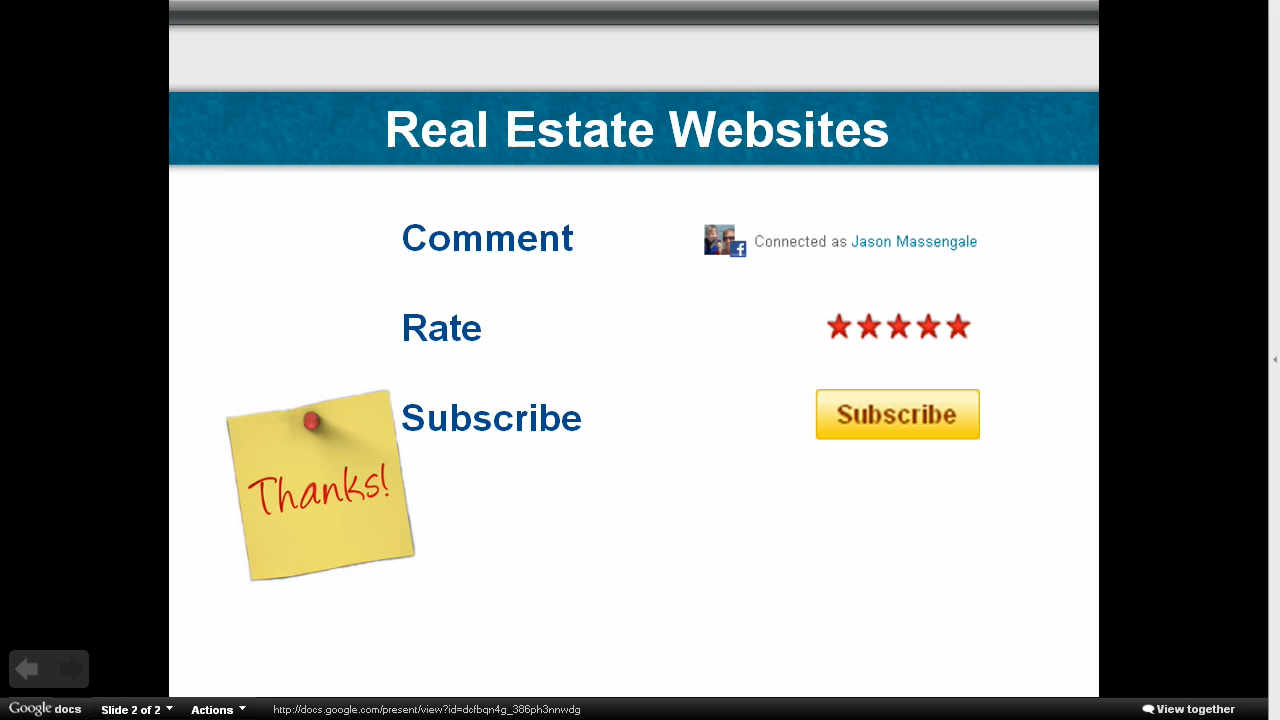 Real Estate Websites
Comment
f Connected as Jason Massengale
Rate
Subscribe
Subscribe
Thanks!
Google docs Slide 2 of 2 Actions http://docs.google.com/present/view?id=dcfbqn4g_386ph3nnwdg View together